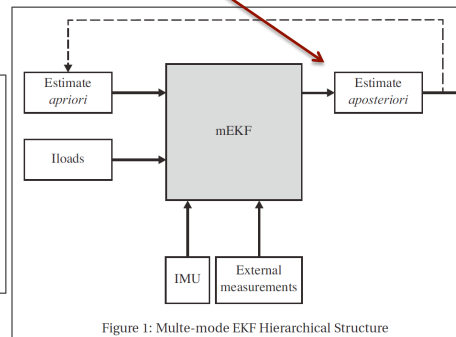 Estimate
apriori
Iloads
mEKF
Estimate
aposteriori
IMU
External
measurements
Figure 1: Multe-mode EKF Hierarchical Structure